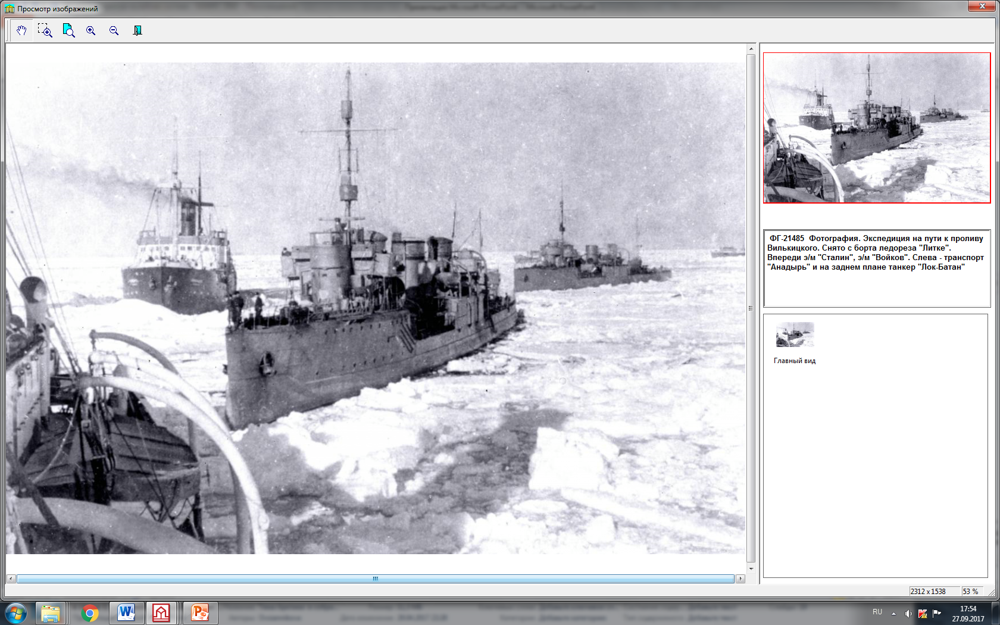 Просмотр изображений
ФГ-21485 Фотография. Экспедиция на пути к проливу
Вилькицкого. Снято с борта ледореза "Литке".
Впереди э/м "Сталин", э/м "Войков". Слева - транспорт
"Анадырь" и на заднем плане танкер "Лок-Батан"
Главный вид
2312 x 1538
53 %
RU
17:54
27.09.2017